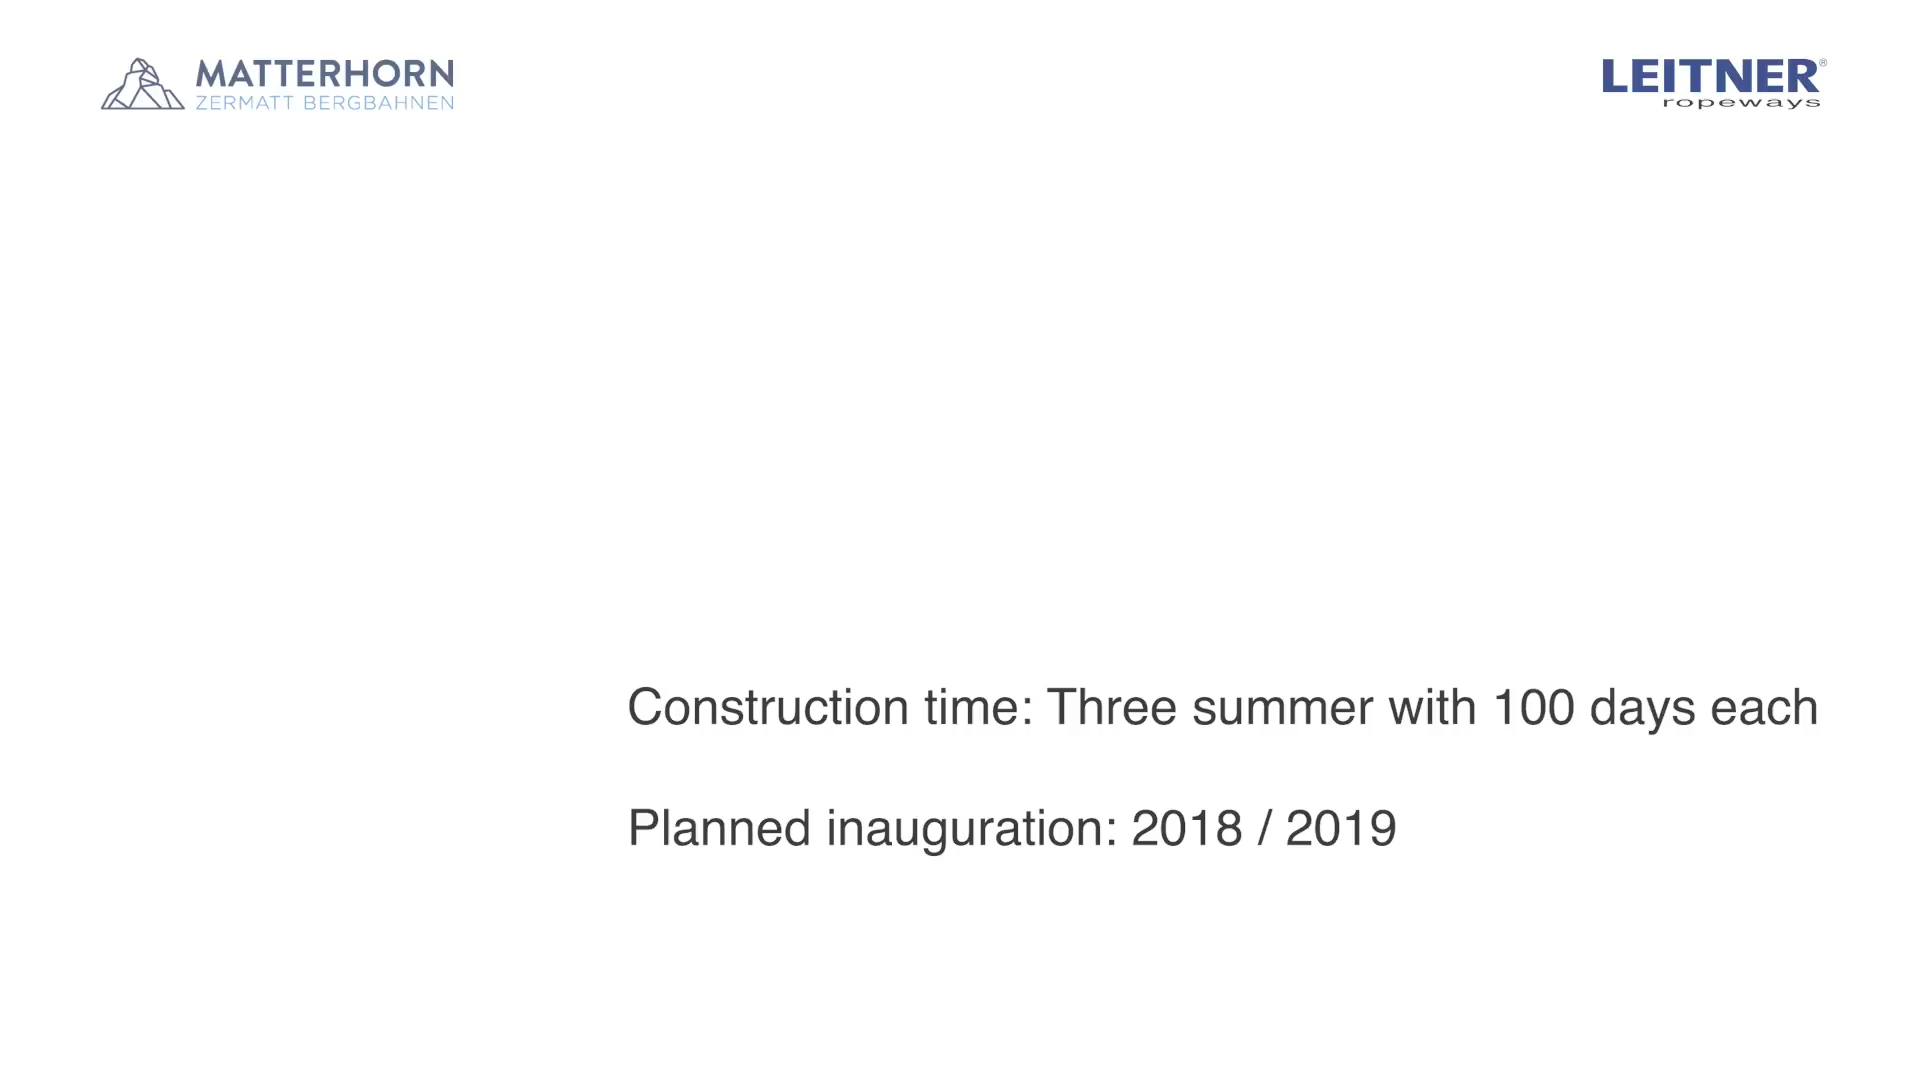 MATTERHORN
ZERMATT BERGBAHNEN
LEITNER®
ropeways
Construction time: Three summer with 100 days each
Planned inauguration: 2018 / 2019